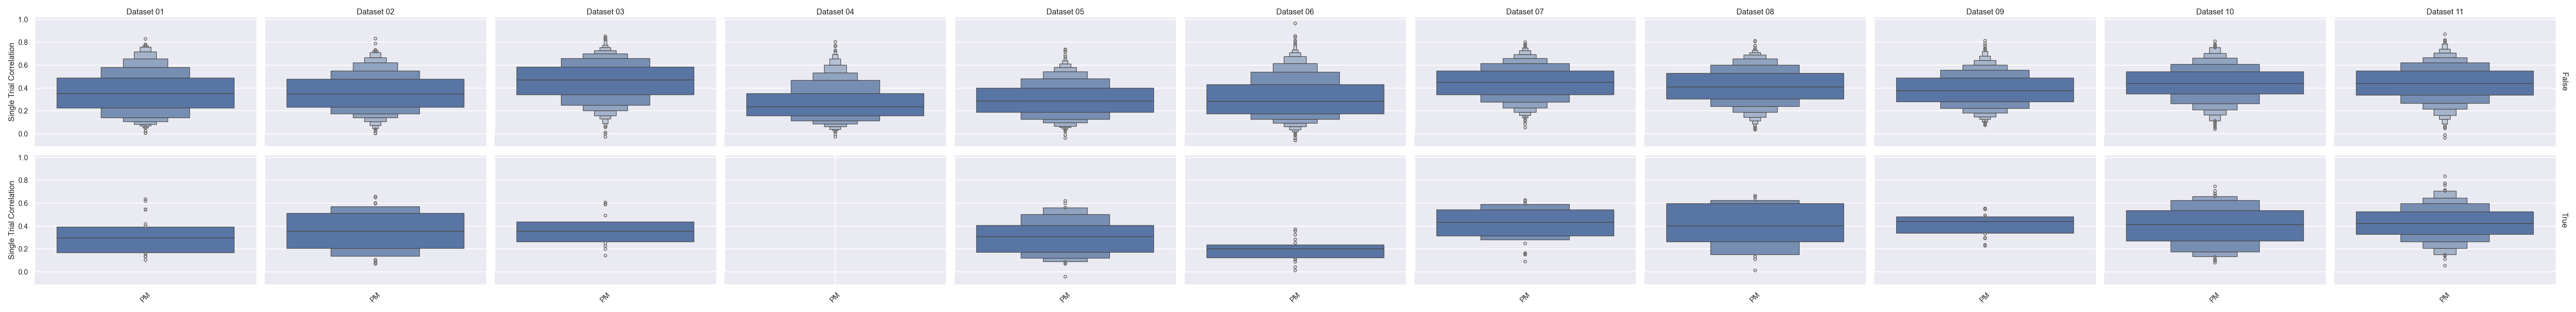 Dataset 01 Dataset 02 Dataset 03 Dataset 04 Dataset 05 Dataset 06 Dataset 07 Dataset 08 Dataset 09 Dataset 10 Dataset 11
1.0
0.8
0.6
0.4
0.2
0.0
Single Trial Correlation
False
1.0
0.8
0.6
0.4
0.2
0.0
Single Trial Correlation
True
PM PM PM PM PM PM PM PM PM PM PM